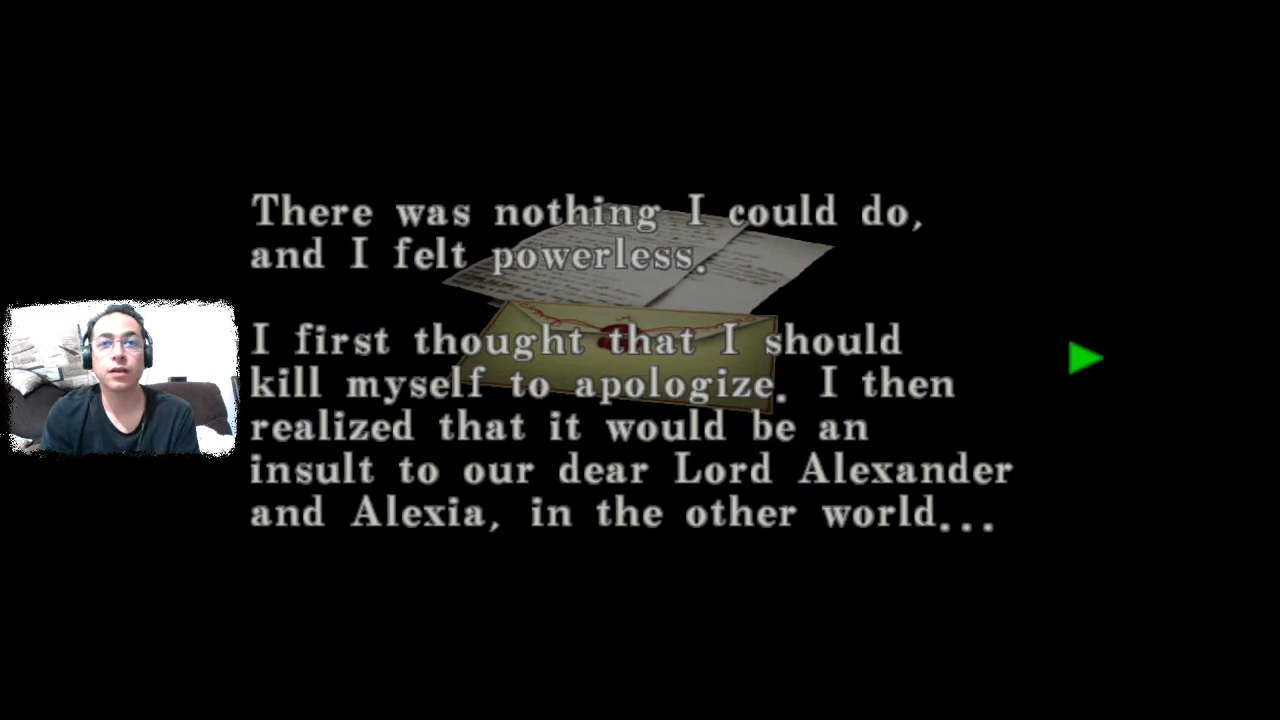 There was nothing I could do,
and I felt powerless.
I first thought that I should
kill myself to apologize. I then
realized that it would be an
insult to our dear Lord Alexander
and Alexia, in the other world...